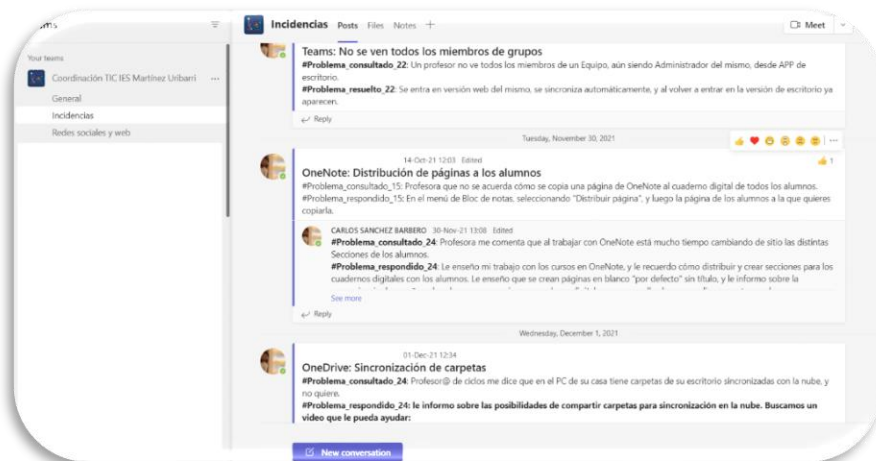 Incidencias Posts Files Notes +
Meet
Your teams
Coordinación TIC IES Martínez Uribarri ...
General
Incidencias
Redes sociales y web
Teams: No se ven todos los miembros de grupos
#Problema_consultado_22: Un profesor no ve todos los miembros de un Equipo, aún siendo Administrador del mismo, desde APP de
escritorio.
#Problema_resuelto_22: Se entra en versión web del mismo, se sincroniza automáticamente, y al volver a entrar en la versión de escritorio ya
aparecen.
Reply
Tuesday, November 30, 2021
14-Oct-21 12:03 Edited
1
OneNote: Distribución de páginas a los alumnos
#Problema_consultado_15: Profesora que no se acuerda cómo se copia una página de OneNote al cuaderno digital de todos los alumnos.
#Problema_respondido_15: En el menú de Bloc de notas, seleccionando "Distribuir página", y luego la página de los alumnos a la que quieres
copiarla.
CARLOS SANCHEZ BARBERO 30-Nov-21 13:08 Edited
#Problema_consultado_24: Profesora me comenta que al trabajar con OneNote está mucho tiempo cambiando de sitio las distintas
Secciones de los alumnos.
#Problema_respondido_24: Le enseño mi trabajo con los cursos en OneNote, y le recuerdo cómo distribuir y crear secciones para los
cuadernos digitales con los alumnos. Le enseño que se crean páginas en blanco "por defecto" sin título, y le informo sobre la
See more
Reply
Wednesday, December 1, 2021
01-Dec-21 12:34
OneDrive: Sincronización de carpetas
#Problema_consultado_24: Profesor@ de ciclos me dice que en el PC de su casa tiene carpetas de su escritorio sincronizadas con la nube, y
no quiere.
#Problema_respondido_24: le informo sobre las posibilidades de compartir carpetas para sincronización en la nube. Buscamos un
video que le pueda ayudar:
New conversation